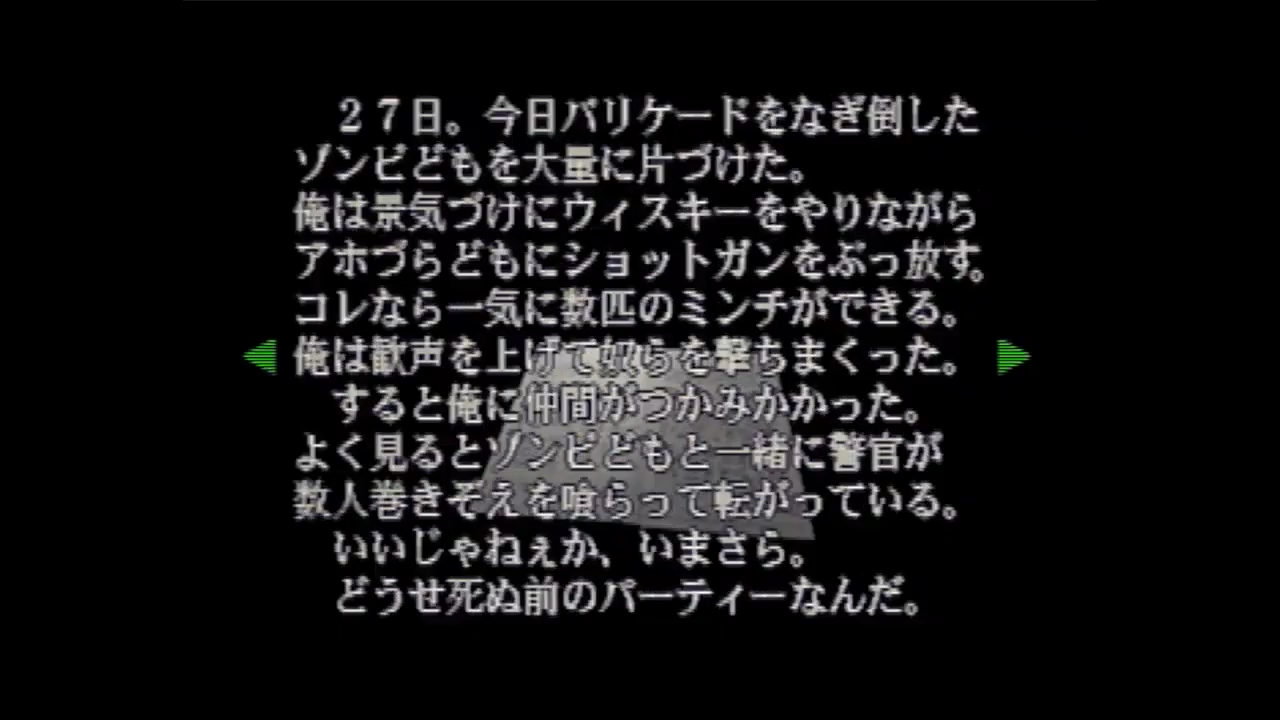 ２７日。今日バリケードをなぎ倒した
ゾンビどもを大量に片づけた。
俺は景気づけにウィスキーをやりながら
アホづらどもにショットガンをぶっ放す。
コレなら一気に数匹のミンチができる。
俺は歓声を上げて奴らを撃ちまくった。
すると俺に仲間がつかみかかった。
よく見るとゾンビどもと一緒に警官が
数人巻きぞえを喰らって転がっている。
いいじゃねぇか、いまさら。
どうせ死ぬ前のパーティーなんだ。